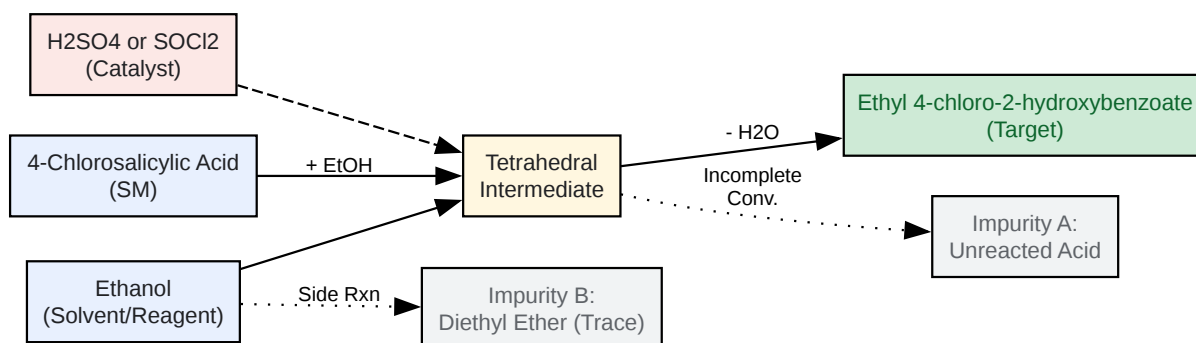 H2SO4 or SOCl2
(Catalyst)
4-Chlorosalicylic Acid
(SM)
+ EtOH
Ethanol
(Solvent/Reagent)
Side Rxn
Tetrahedral
Intermediate
Impurity B:
Diethyl Ether (Trace)
- H2O
Incomplete
Conv.
Ethyl 4-chloro-2-hydroxybenzoate
(Target)
Impurity A:
Unreacted Acid